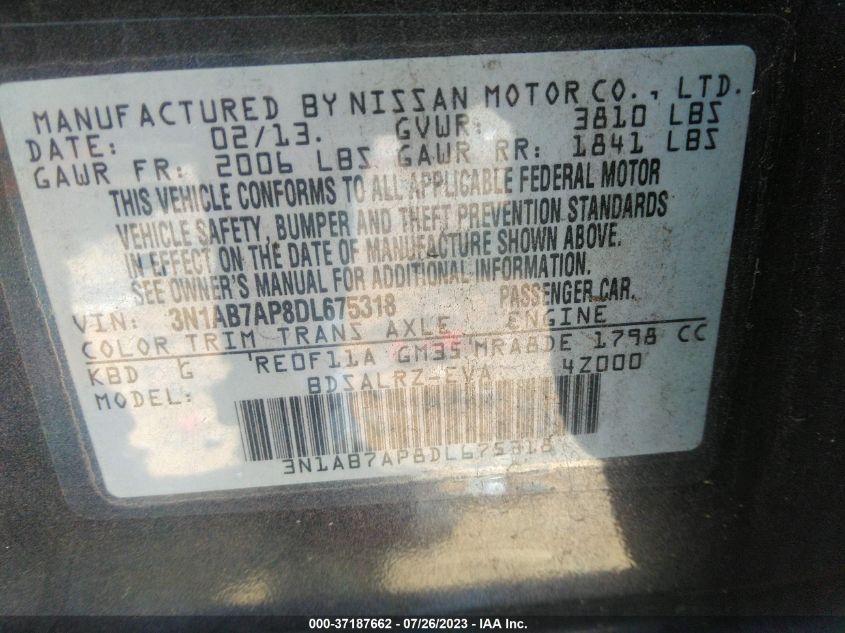 MANUFACTURED BY NISSAN MOTOR CO., LTD.
DATE: 02/13. GVWR: 3810 LBS
GAWR FR: 2006 LBS GAWR RR: 1841 LBS
THIS VEHICLE CONFORMS TO ALL APPLICABLE FEDERAL MOTOR
VEHICLE SAFETY, BUMPER AND THEFT PREVENTION STANDARDS
IN EFFECT ON THE DATE OF MANUFACTURE SHOWN ABOVE.
SEE OWNER'S MANUAL FOR ADDITIONAL INFORMATION.
VIN: 3N1AB7AP8DL675318 PASSENGER CAR.
COLOR TRIM TRANS AXLE ENGINE
KBD G RE0F11A GM35 MRA8DE 1798 CC
MODEL: BDSALRZ-EVA 4Z000
3N1AB7AP8DL675318
000-37187662 - 07/26/2023 - IAA Inc.